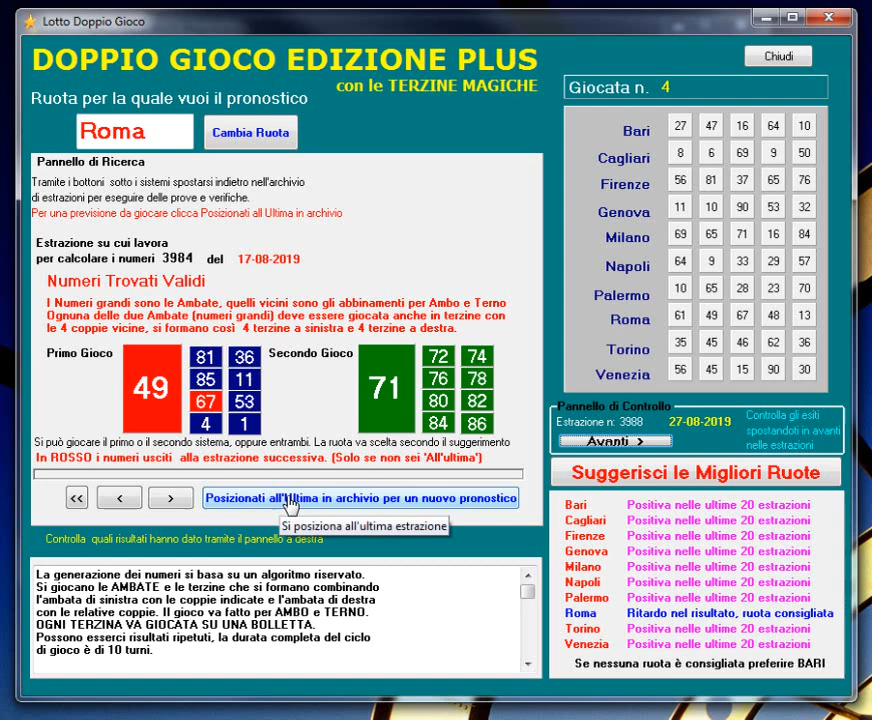 Lotto Doppio Gioco
DOPPIO GIOCO EDIZIONE PLUS
con le TERZINE MAGICHE
Ruota per la quale vuoi il pronostico
Roma
Cambia Ruota
Pannello di Ricerca
Tramite i bottoni sotto i sistemi spostarsi indietro nell'archivio
di estrazioni per eseguire delle prove e verifiche.
Per una previsione da giocare clicca Posizionati all Ultima in archivio
Estrazione su cui lavora
per calcolare i numeri 3984 del 17-08-2019
Numeri Trovati Validi
I Numeri grandi sono le Ambate, quelli vicini sono gli abbinamenti per Ambo e Terno
Ognuna delle due Ambate (numeri grandi) deve essere giocata anche in terzine con
le 4 coppie vicine, si formano così 4 terzine a sinistra e 4 terzine a destra.
Primo Gioco
49
81 36
85 11
67 53
4 1
Secondo Gioco
71
72 74
76 78
80 82
84 86
Si può giocare il primo o il secondo sistema, oppure entrambi. La ruota va scelta secondo il suggerimento
In ROSSO i numeri usciti alla estrazione successiva. (Solo se non sei 'All'ultima')
<< < > Posizionati all'Ultima in archivio per un nuovo pronostico
Si posiziona all'ultima estrazione
Controlla quali risultati hanno dato tramite il pannello a destra
La generazione dei numeri si basa su un algoritmo riservato.
Si giocano le AMBATE e le terzine che si formano combinando
l'ambata di sinistra con le coppie indicate e l'ambata di destra
con le relative coppie. Il gioco va fatto per AMBO e TERNO.
OGNI TERZINA VA GIOCATA SU UNA BOLLETTA.
Possono esserci risultati ripetuti, la durata completa del ciclo
di gioco è di 10 turni.
Chiudi
Giocata n. 4
Bari 27 47 16 64 10
Cagliari 8 6 69 9 50
Firenze 56 81 37 65 76
Genova 11 10 90 53 32
Milano 69 65 71 16 84
Napoli 64 9 33 29 57
Palermo 10 65 28 23 70
Roma 61 49 67 48 13
Torino 35 45 46 62 36
Venezia 56 45 15 90 30
Pannello di Controllo
Estrazione n: 3988 27-08-2019
Avanti >
Controlla gli esiti
spostandoti in avanti
nelle estrazioni
Suggerisci le Migliori Ruote
Bari Positiva nelle ultime 20 estrazioni
Cagliari Positiva nelle ultime 20 estrazioni
Firenze Positiva nelle ultime 20 estrazioni
Genova Positiva nelle ultime 20 estrazioni
Milano Positiva nelle ultime 20 estrazioni
Napoli Positiva nelle ultime 20 estrazioni
Palermo Positiva nelle ultime 20 estrazioni
Roma Ritardo nel risultato, ruota consigliata
Torino Positiva nelle ultime 20 estrazioni
Venezia Positiva nelle ultime 20 estrazioni
Se nessuna ruota è consigliata preferire BARI